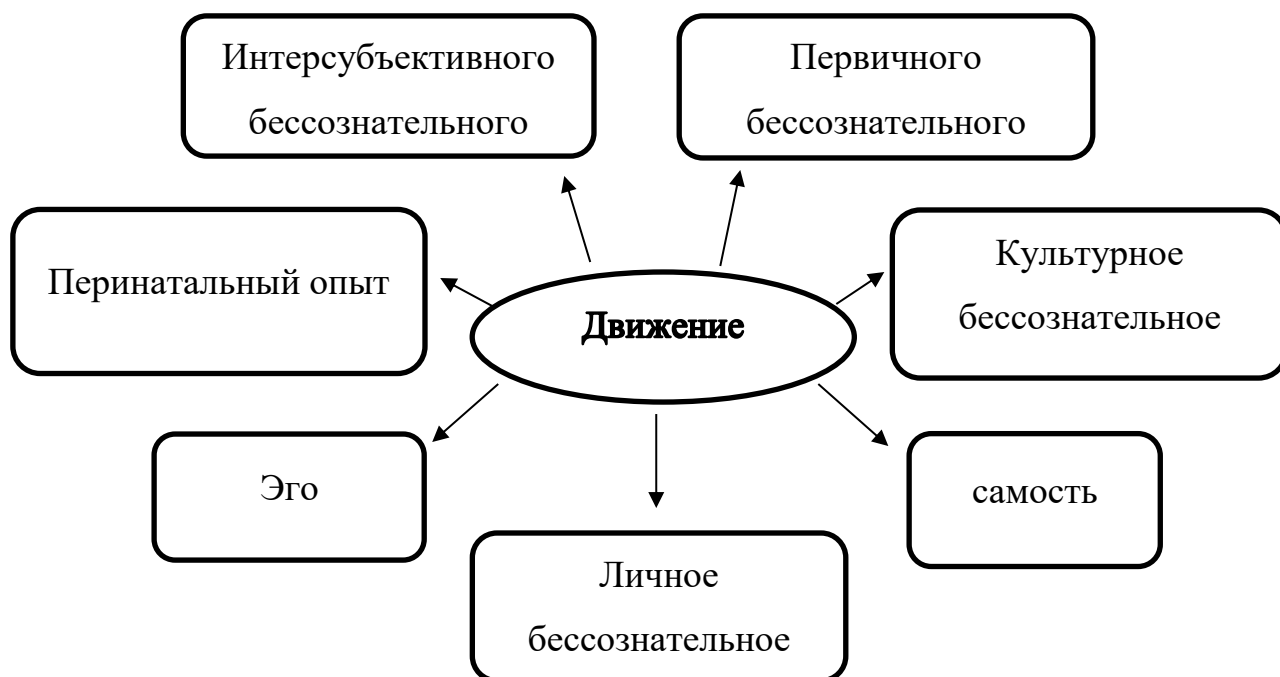 Интерсубъективного
бессознательного
Первичного
бессознательного
Перинатальный опыт
Культурное
бессознательное
Движение
Эго
самость
Личное
бессознательное